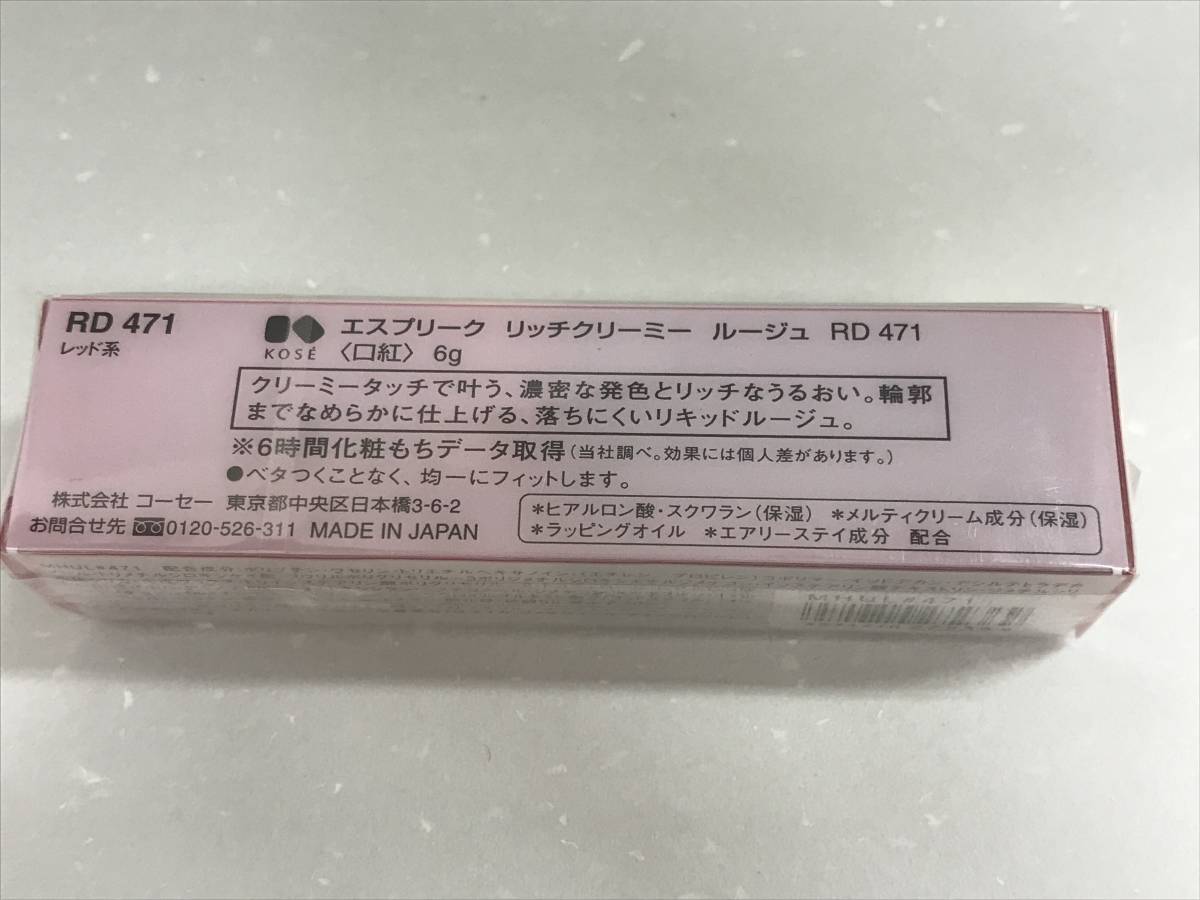 RD 471
レッド系
KOSÉ
エスプリーク リッチクリーミー ルージュ RD 471
〈口紅〉 6g
クリーミータッチで叶う、濃密な発色とリッチなうるおい。輪郭
までなめらかに仕上げる、落ちにくいリキッドルージュ。
※6時間化粧もちデータ取得(当社調べ。効果には個人差があります。)
●ベタつくことなく、均一にフィットします。
株式会社 コーセー 東京都中央区日本橋3-6-2
お問合せ先 0120-526-311 MADE IN JAPAN
*ヒアルロン酸・スクワラン(保湿) *メルティクリーム成分(保湿)
*ラッピングオイル *エアリーステイ成分 配合
MHUL#471 配合成分
MHUL#471